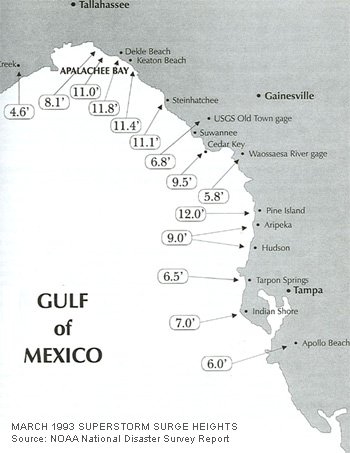 Tallahassee
Dekle Beach
Keaton Beach
Creek
APALACHEE BAY
4.6'
8.1'
11.0'
11.8'
11.4'
11.1'
Steinhatchee
Gainesville
USGS Old Town gage
Suwannee
Cedar Key
6.8'
9.5'
Waossaesa River gage
5.8'
12.0'
Pine Island
9.0'
Aripeka
Hudson
6.5'
Tarpon Springs
Tampa
GULF
of
MEXICO
7.0'
Indian Shore
6.0'
Apollo Beach
MARCH 1993 SUPERSTORM SURGE HEIGHTS
Source: NOAA National Disaster Survey Report